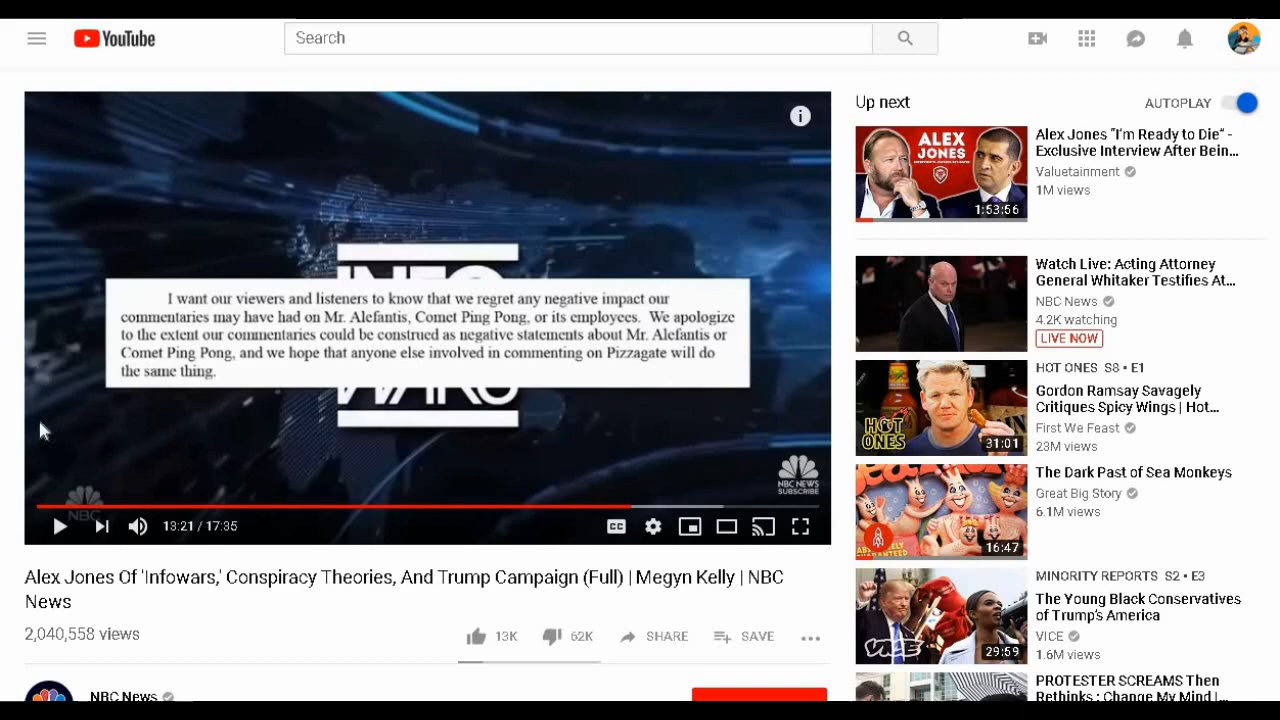 YouTube
Search
I want our viewers and listeners to know that we regret any negative impact our
commentaries may have had on Mr. Alefantis, Comet Ping Pong, or its employees. We apologize
to the extent our commentaries could be construed as negative statements about Mr. Alefantis or
Comet Ping Pong, and we hope that anyone else involved in commenting on Pizzagate will do
the same thing.
NBC NEWS
SUBSCRIBE
NBC
13:21 / 17:35
CC
Alex Jones Of 'Infowars,' Conspiracy Theories, And Trump Campaign (Full) | Megyn Kelly | NBC
News
2,040,558 views
13K
62K
SHARE
SAVE
NBC News
Up next
AUTOPLAY
ALEX
JONES
1:53:56
Alex Jones "I'm Ready to Die" -
Exclusive Interview After Bein...
Valuetainment
1M views
Watch Live: Acting Attorney
General Whitaker Testifies At...
NBC News
4.2K watching
LIVE NOW
HOT
ONES
31:01
HOT ONES S8 • E1
Gordon Ramsay Savagely
Critiques Spicy Wings | Hot...
First We Feast
23M views
16:47
The Dark Past of Sea Monkeys
Great Big Story
6.1M views
VICE
29:59
MINORITY REPORTS S2 • E3
The Young Black Conservatives
of Trump's America
VICE
1.6M views
PROTESTER SCREAMS Then
Rethinks : Change My Mind |...